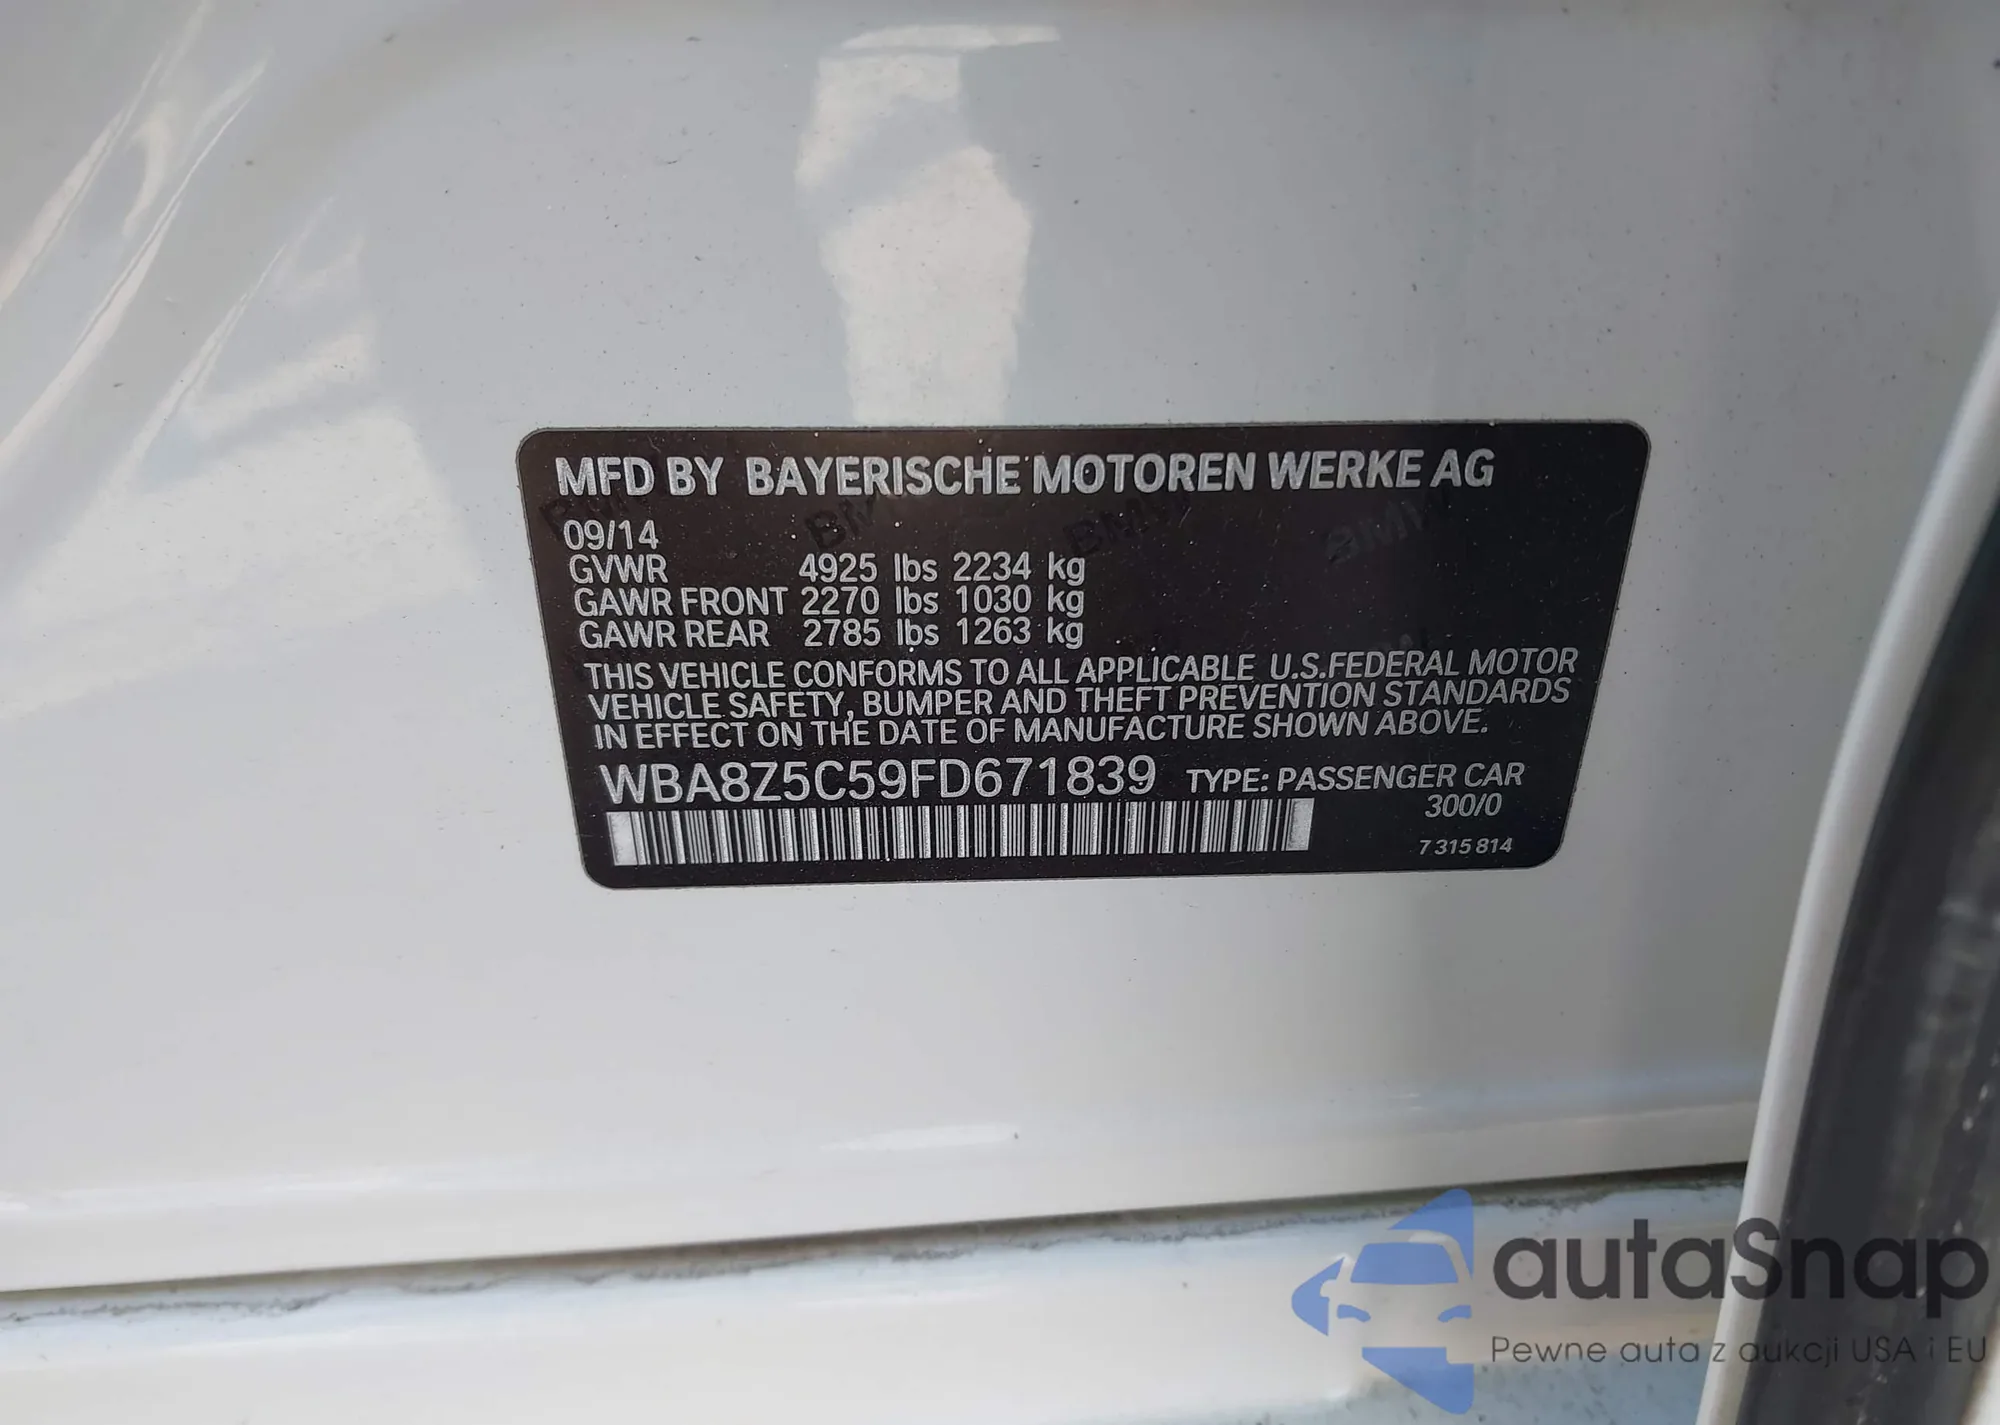 MFD BY BAYERISCHE MOTOREN WERKE AG
09/14
GVWR 4925 lbs 2234 kg
GAWR FRONT 2270 lbs 1030 kg
GAWR REAR 2785 lbs 1263 kg
THIS VEHICLE CONFORMS TO ALL APPLICABLE U.S.FEDERAL MOTOR
VEHICLE SAFETY, BUMPER AND THEFT PREVENTION STANDARDS
IN EFFECT ON THE DATE OF MANUFACTURE SHOWN ABOVE.
WBA8Z5C59FD671839 TYPE: PASSENGER CAR
300/0
7 315 814
BMW BMW BMW
autaSnap
Pewne auta z aukcji USA i EU